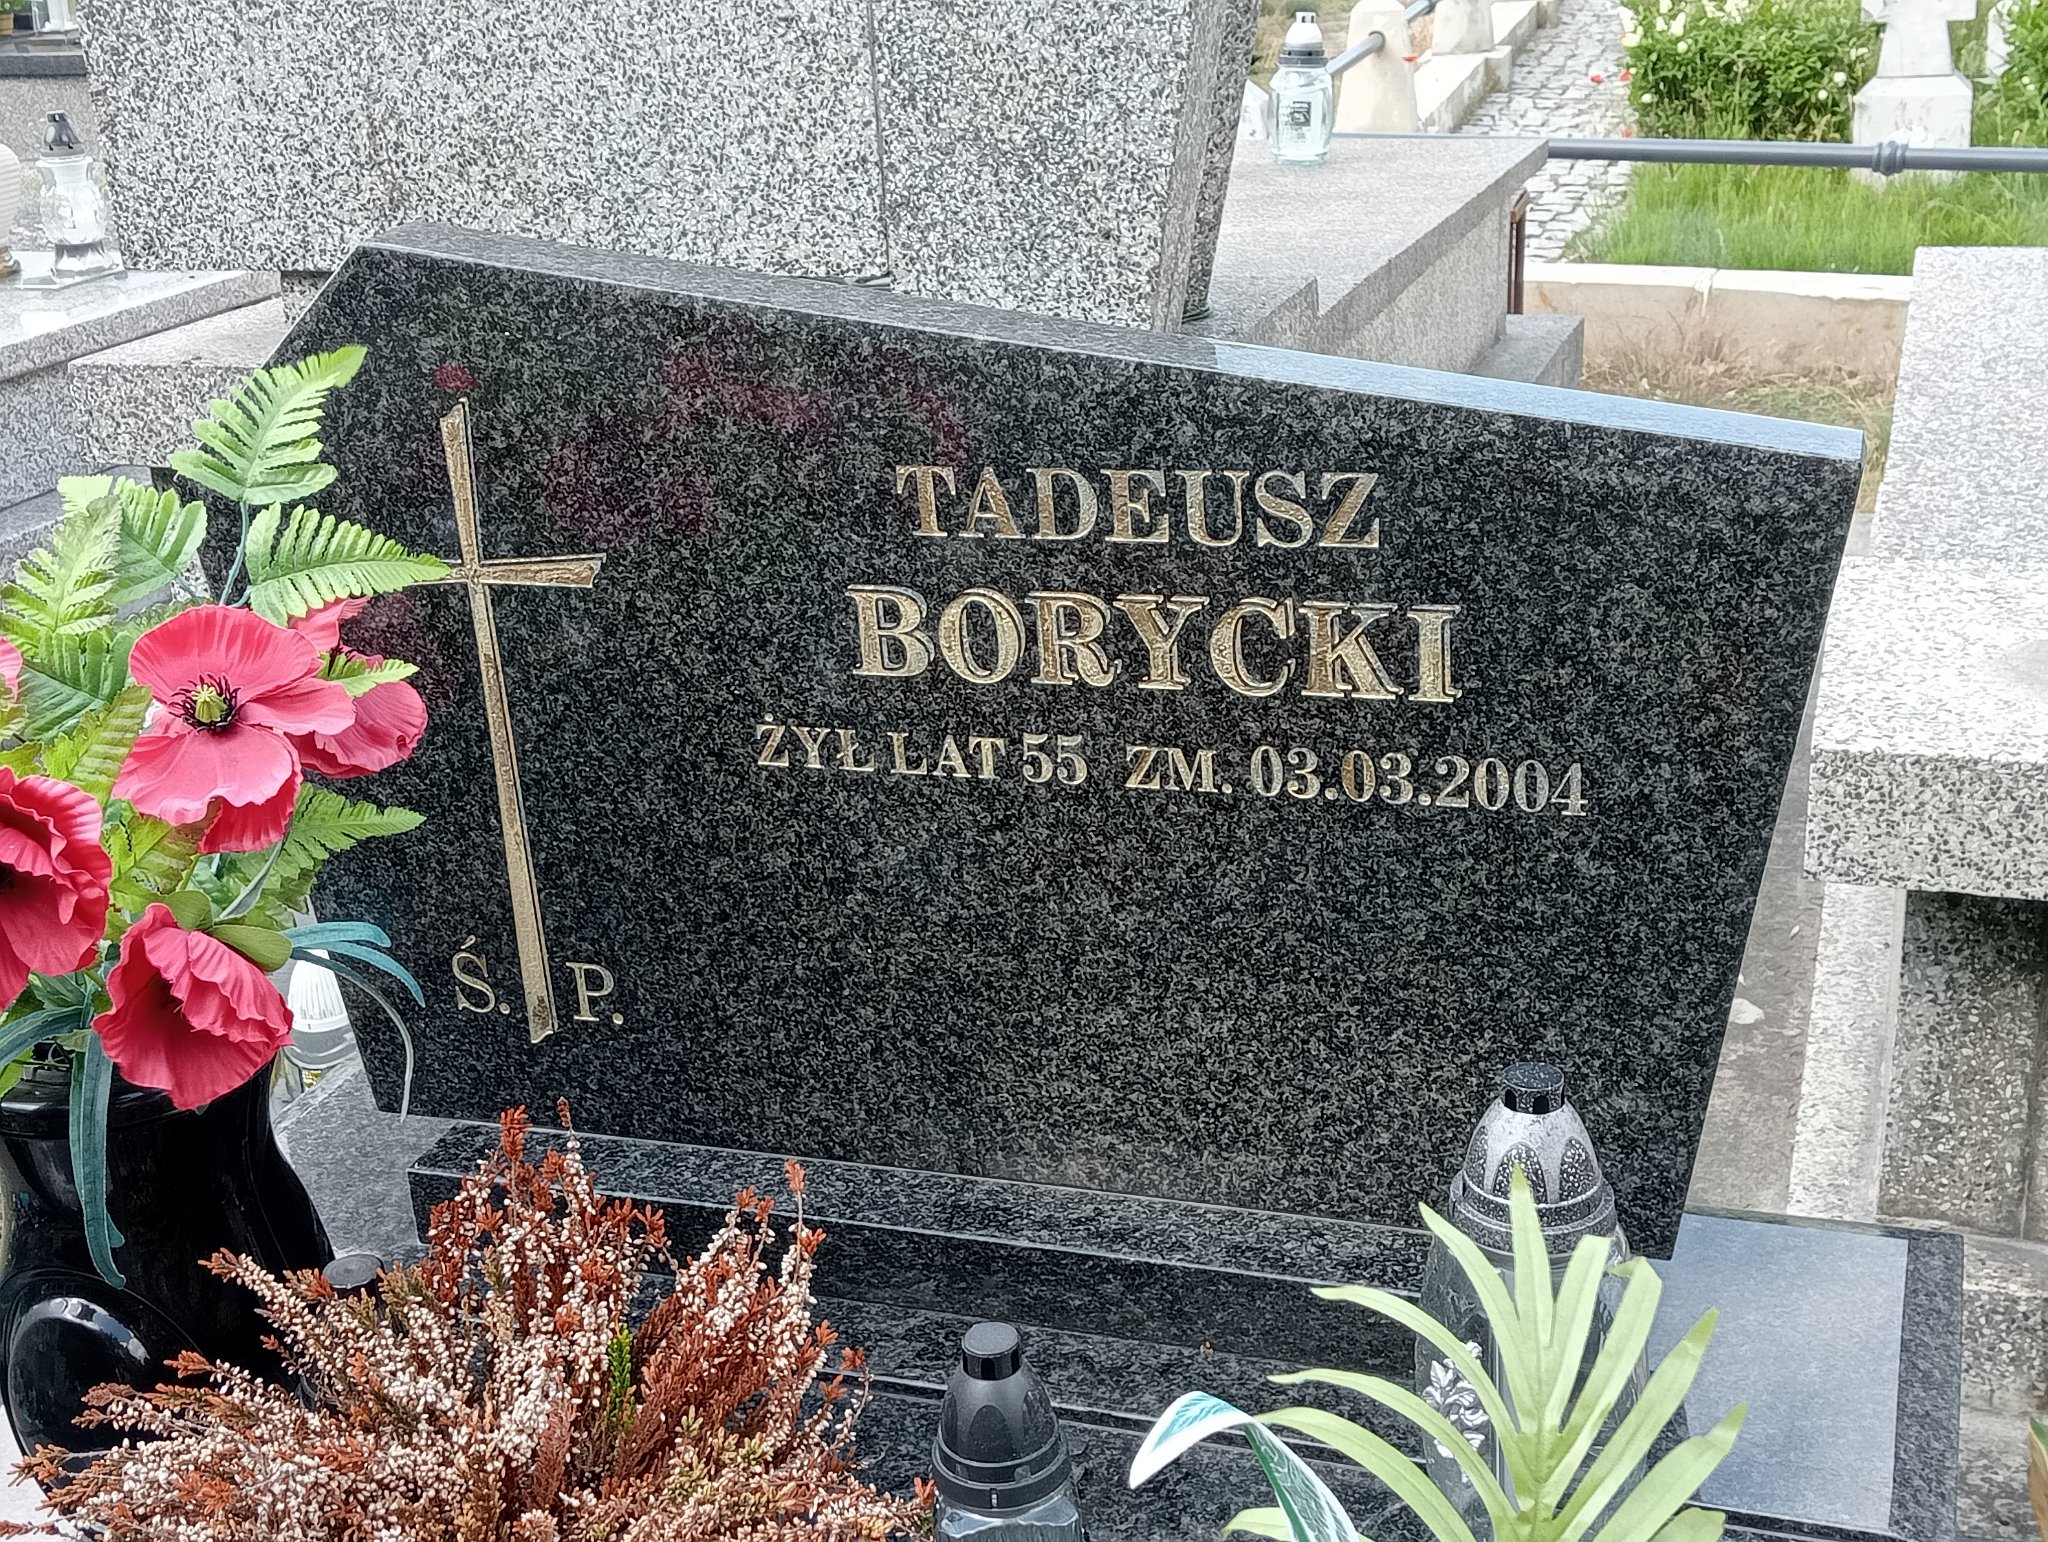 TADEUSZ
BORYCKI
ŻYŁ LAT 55 ZM. 03.03.2004
Ś. P.